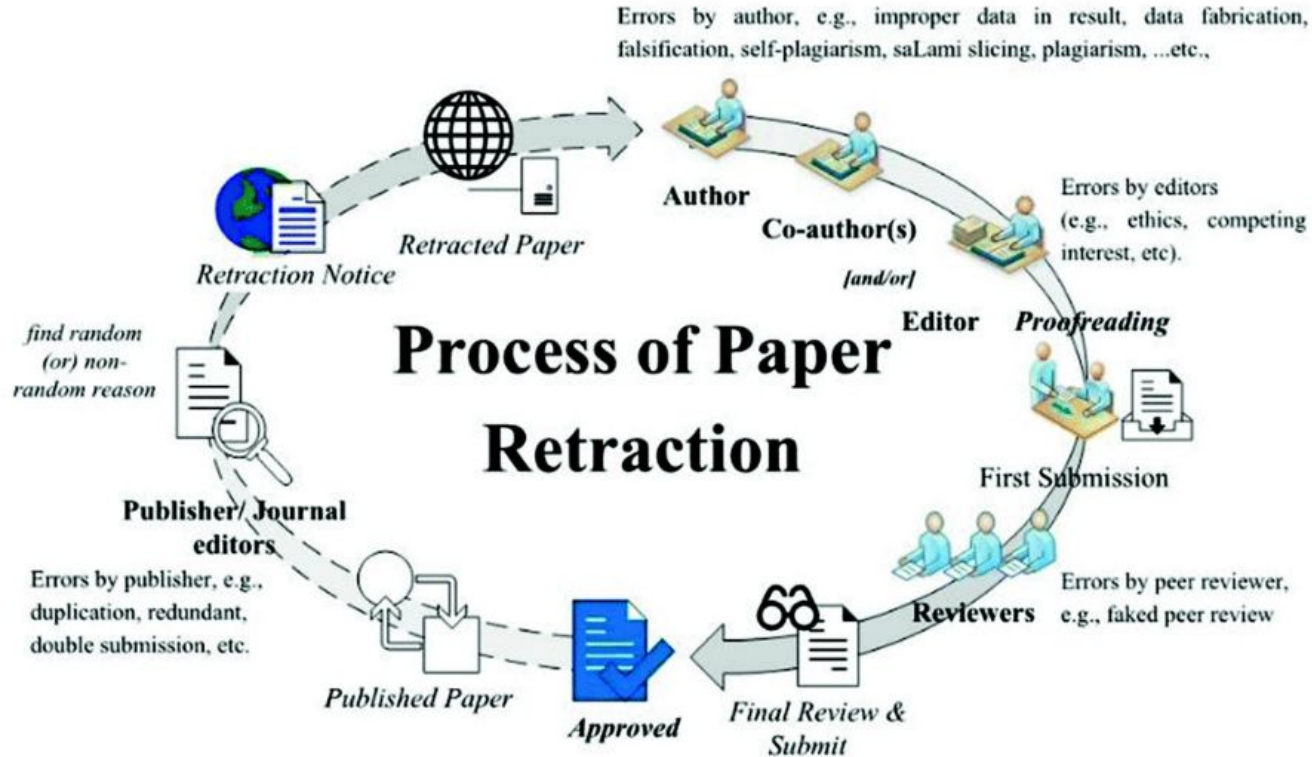 Errors by author, e.g., improper data in result, data fabrication,
falsification, self-plagiarism, saLami slicing, plagiarism, ...etc.,
Author
Co-author(s)
[and/or]
Editor
Proofreading
Errors by editors
(e.g., ethics, competing
interest, etc).
First Submission
Reviewers
Errors by peer reviewer,
e.g., faked peer review
Final Review &
Submit
Approved
Published Paper
Publisher/ Journal
editors
Errors by publisher, e.g.,
duplication, redundant,
double submission, etc.
find random
(or) non-
random reason
Retraction Notice
Retracted Paper
Process of Paper
Retraction